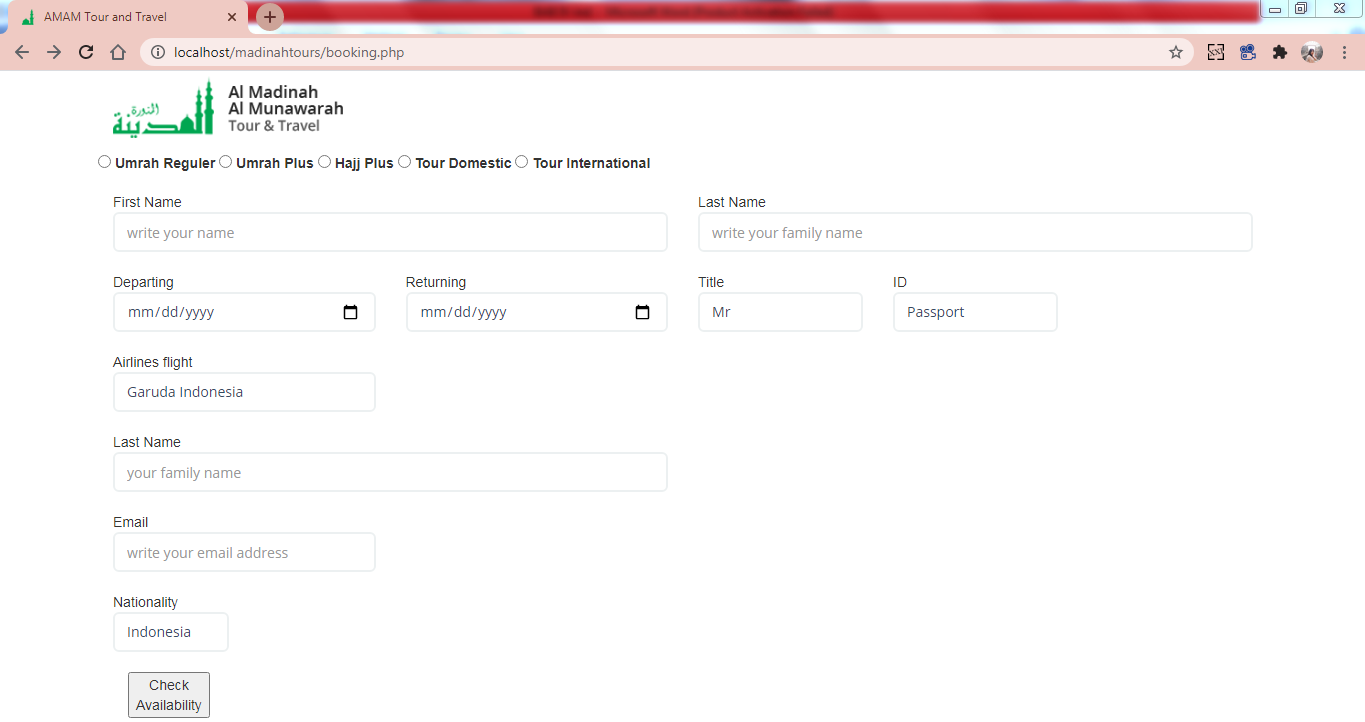 AMAM Tour and Travel
localhost/madinahtours/booking.php
المدينة
المنورة
Al Madinah
Al Munawarah
Tour & Travel
Umrah Reguler Umrah Plus Hajj Plus Tour Domestic Tour International
First Name Last Name
write your name write your family name
Departing Returning Title ID
mm/dd/yyyy mm/dd/yyyy Mr Passport
Airlines flight
Garuda Indonesia
Last Name
your family name
Email
write your email address
Nationality
Indonesia
Check
Availability